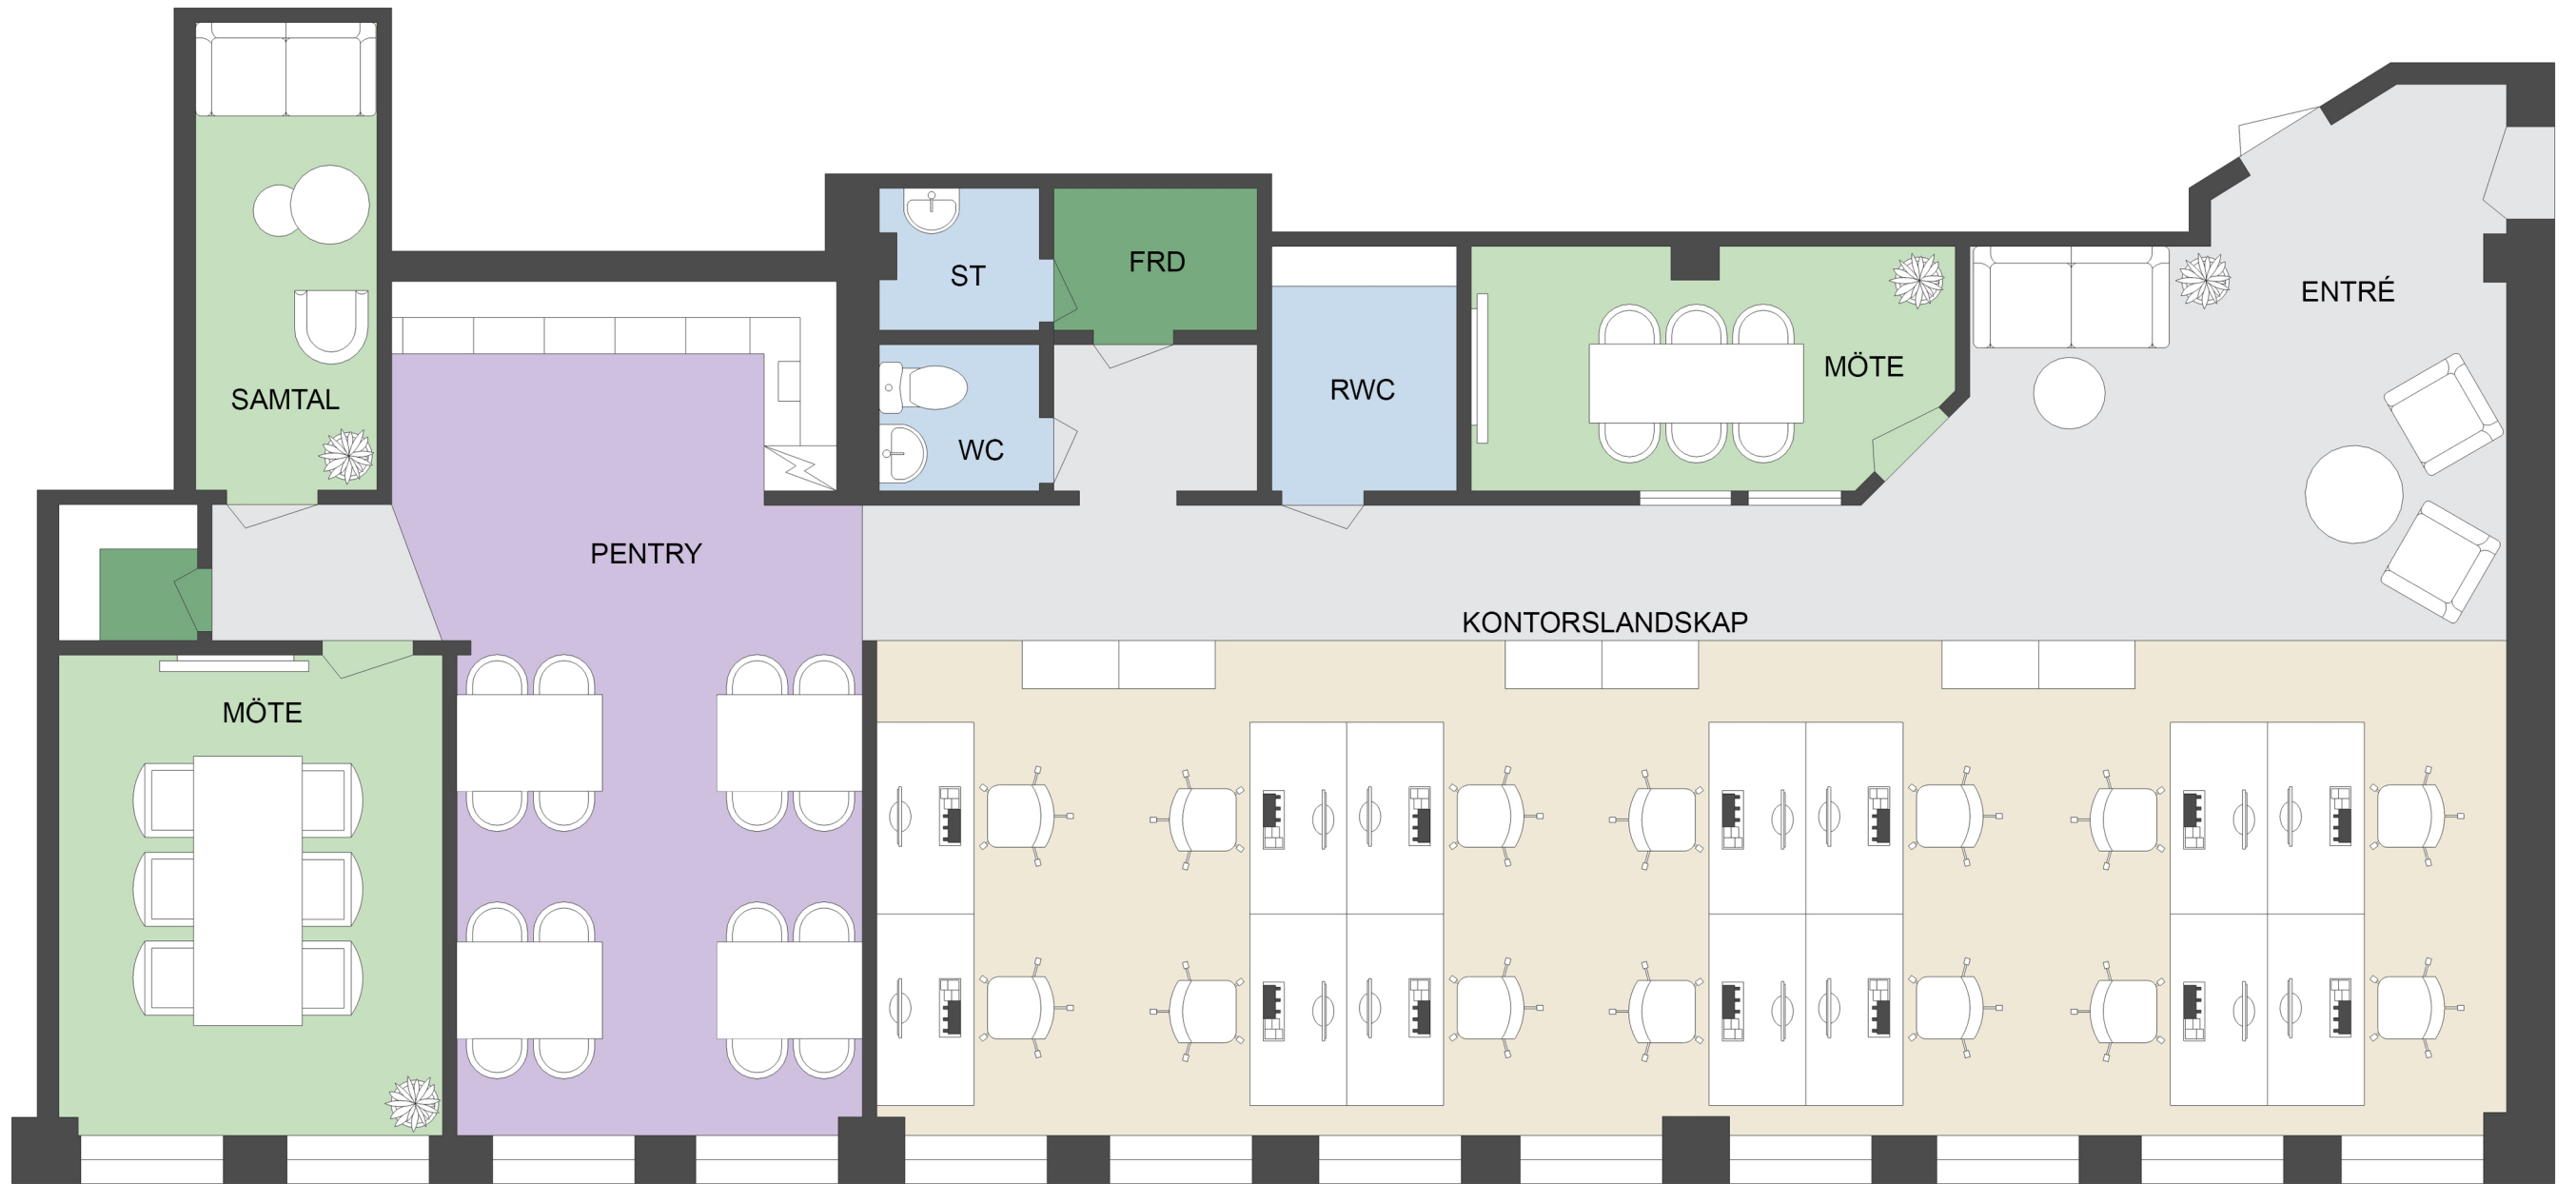 ST
FRD
ENTRÉ
MÖTE
RWC
SAMTAL
WC
PENTRY
KONTORSLANDSKAP
MÖTE